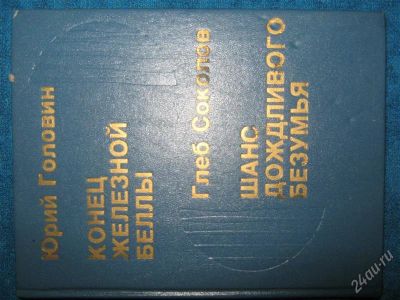 Юрий Головин
КОНЕЦ
ЖЕЛЕЗНОЙ
БЕЛЛЫ
Глеб Соколов
ШАНС
ДОЖДЛИВОГО
БЕЗУМЬЯ
24au.ru